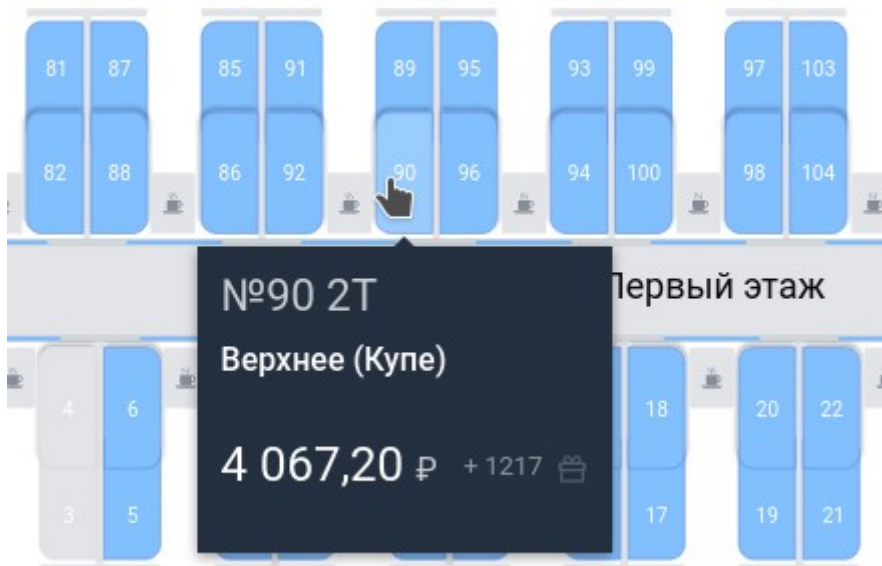 81 87 85 91 89 95 93 99 97 103
82 88 86 92 90 96 94 100 98 104
№90 2Т
Первый этаж
Верхнее (Купе)
4 067,20 ₽ + 1217
4 6 18 20 22
3 5 17 19 21